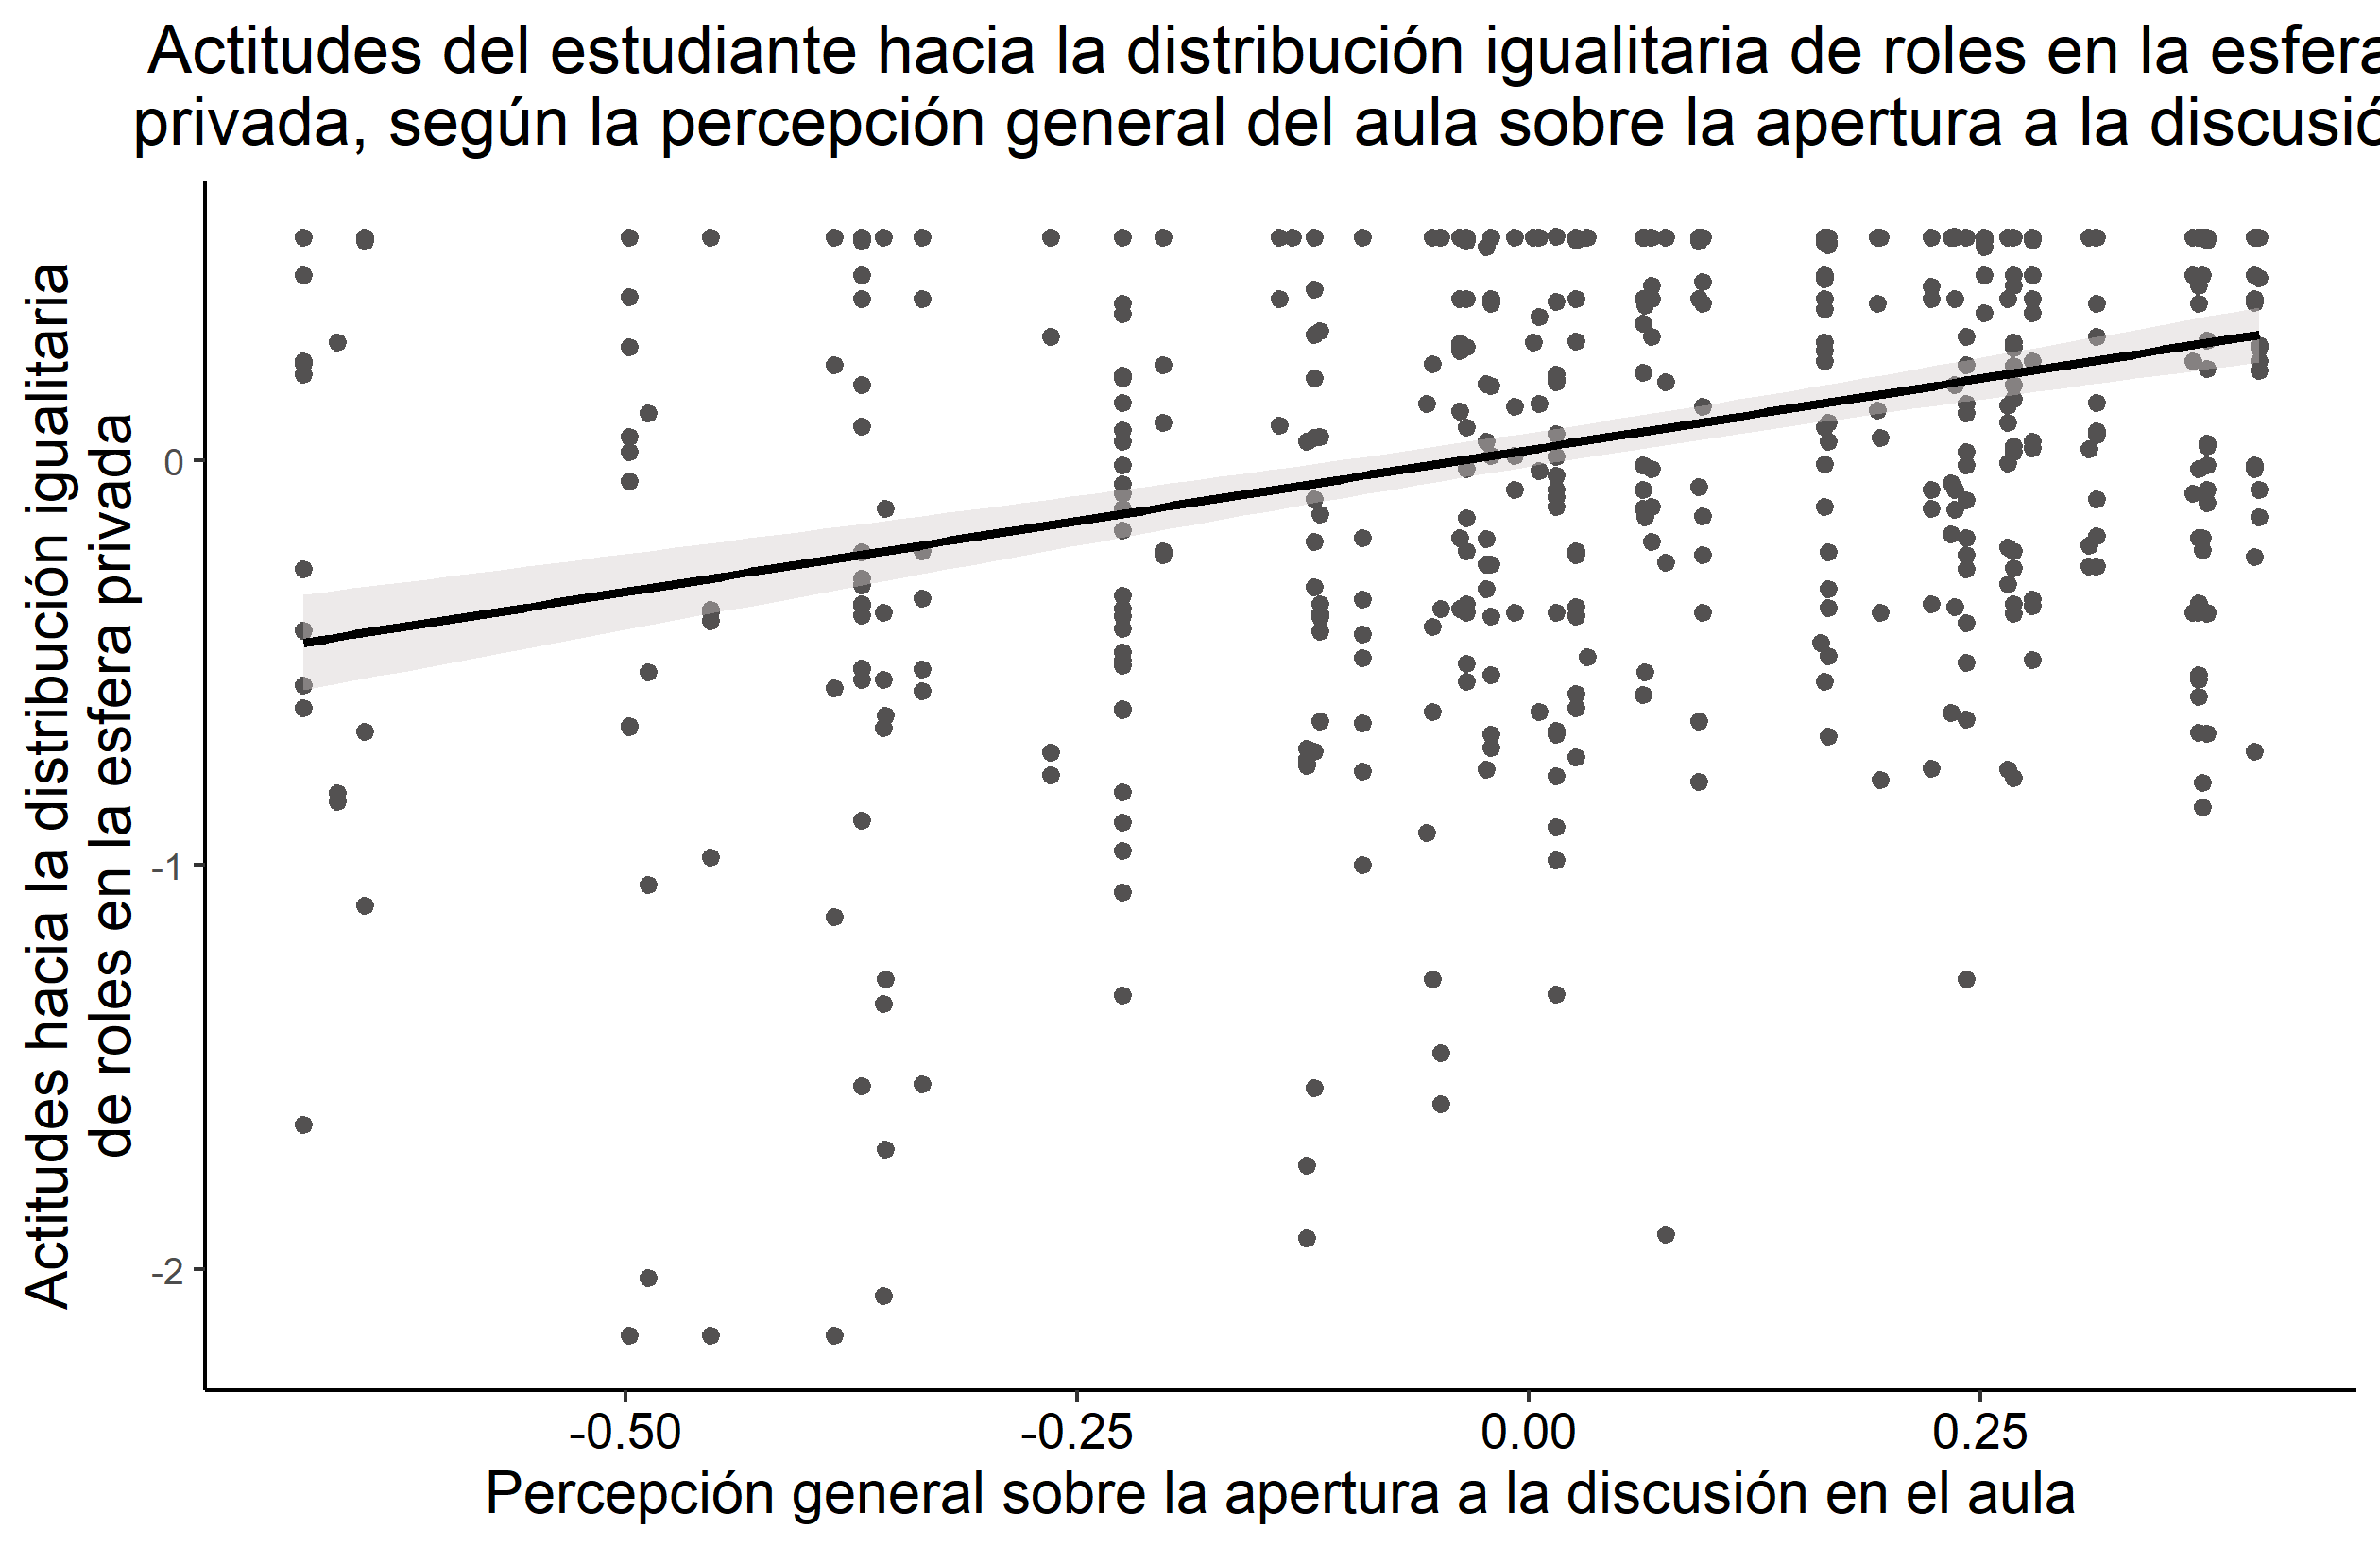 Actitudes del estudiante hacia la distribución igualitaria de roles en la esfera
privada, según la percepción general del aula sobre la apertura a la
Actitudes hacia la distribución igualitaria
de roles en la esfera privada
0
-1
-2
-0.50
-0.25
0.00
0.25
Percepción general sobre la apertura a la discusión en el aula